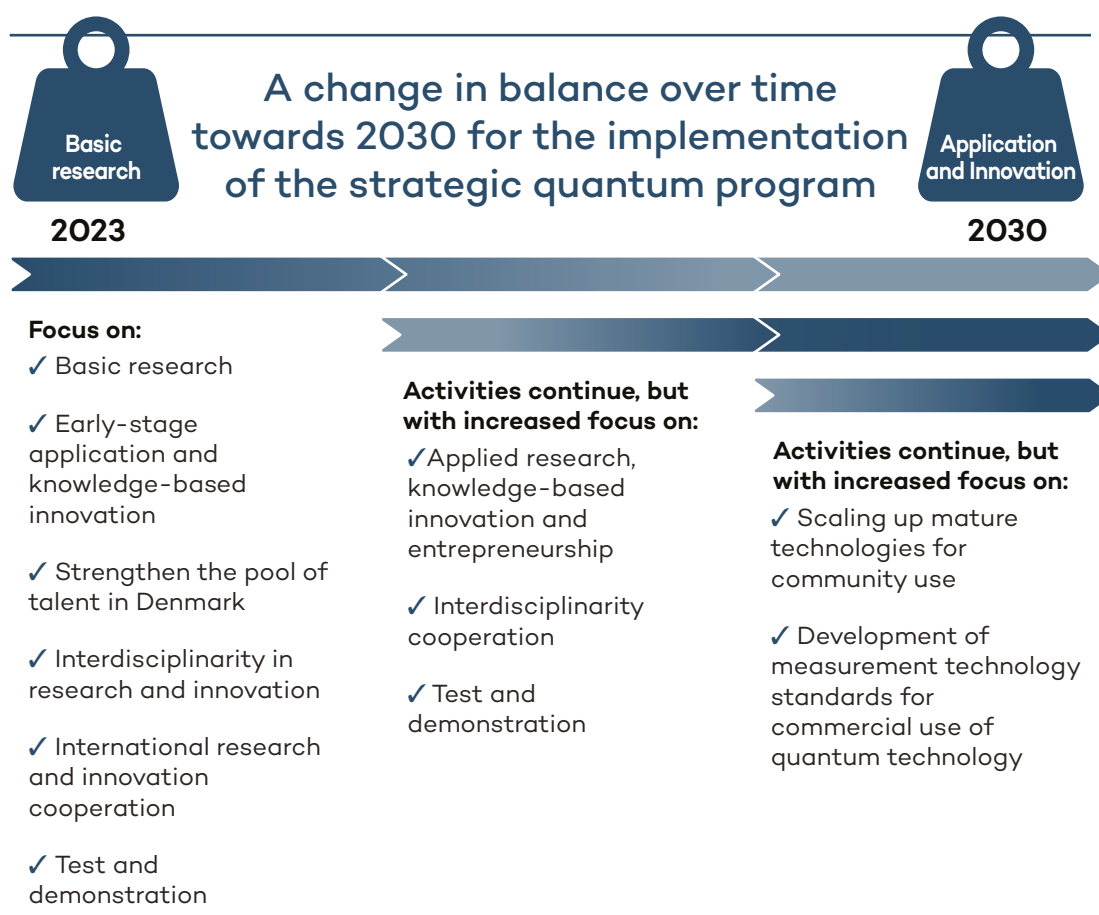 Basic
research
A change in balance over time
towards 2030 for the implementation
of the strategic quantum program
Application
and Innovation
2023
2030
Focus on:
✓ Basic research
✓ Early-stage
application and
knowledge-based
innovation
✓ Strengthen the pool of
talent in Denmark
✓ Interdisciplinarity in
research and innovation
✓ International research
and innovation
cooperation
✓ Test and
demonstration
Activities continue, but
with increased focus on:
✓Applied research,
knowledge-based
innovation and
entrepreneurship
✓ Interdisciplinarity
cooperation
✓ Test and
demonstration
Activities continue, but
with increased focus on:
✓ Scaling up mature
technologies for
community use
✓ Development of
measurement technology
standards for
commercial use of
quantum technology